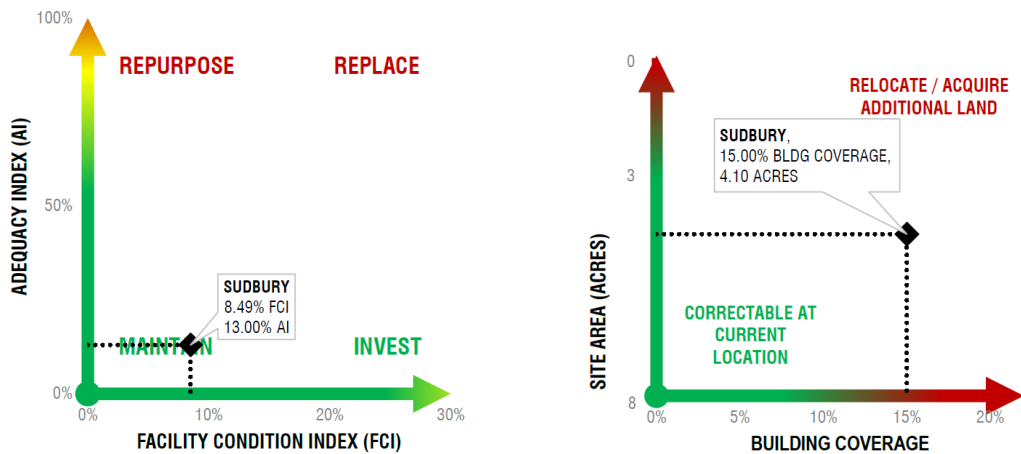 100%
REPURPOSE
REPLACE
ADEQUACY INDEX (AI)
50%
SUDBURY
8.49% FCI
13.00% AI
MAINTAIN
INVEST
0%
0%
10%
20%
30%
FACILITY CONDITION INDEX (FCI)
0
RELOCATE / ACQUIRE
ADDITIONAL LAND
SUDBURY,
15.00% BLDG COVERAGE,
4.10 ACRES
3
SITE AREA (ACRES)
CORRECTABLE AT
CURRENT
LOCATION
8
0%
5%
10%
15%
20%
BUILDING COVERAGE